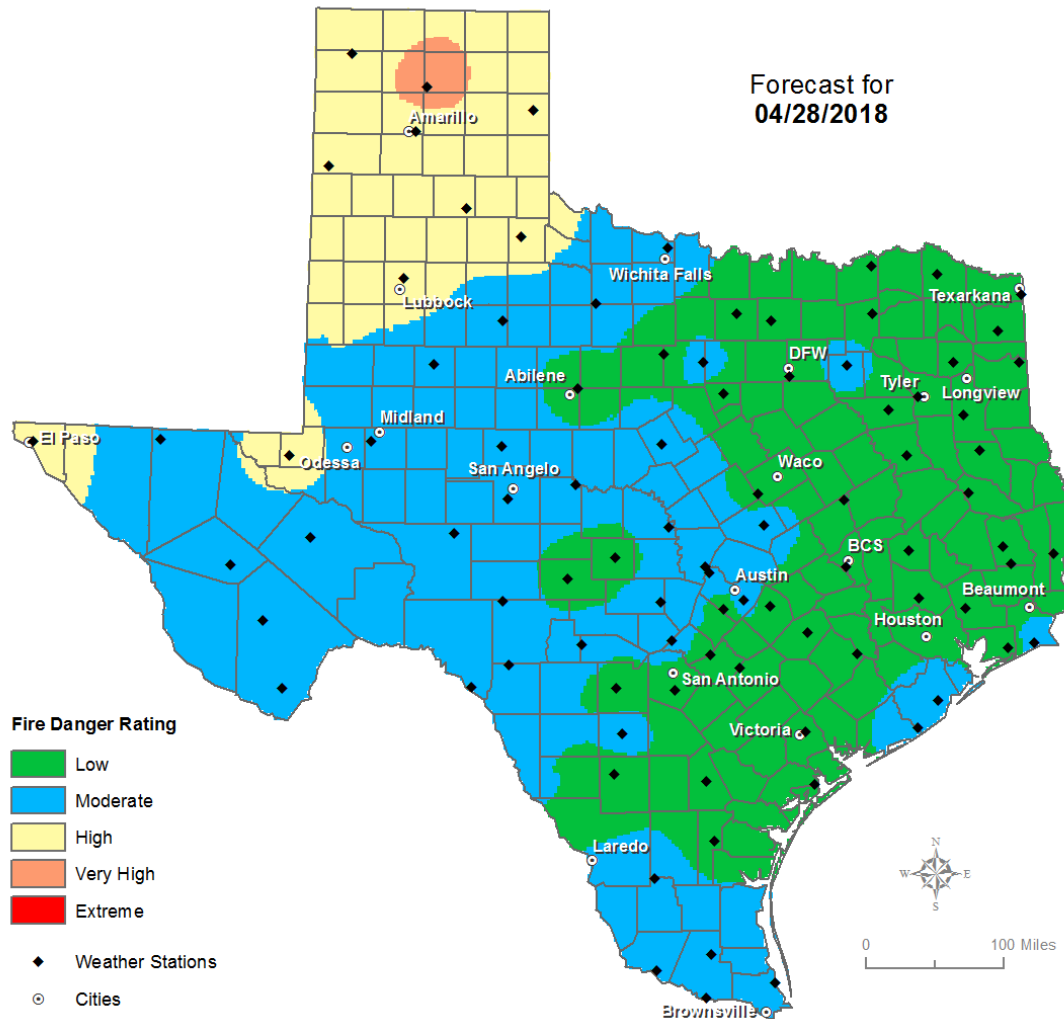 Forecast for
04/28/2018
Amarillo
Lubbock
Wichita Falls
Texarkana
DFW
Abilene
Tyler
Longview
Midland
El Paso
Odessa
San Angelo
Waco
BCS
Austin
Beaumont
Houston
San Antonio
Victoria
Laredo
Brownsville
Fire Danger Rating
Low
Moderate
High
Very High
Extreme
Weather Stations
Cities
N
W E
S
0 100 Miles